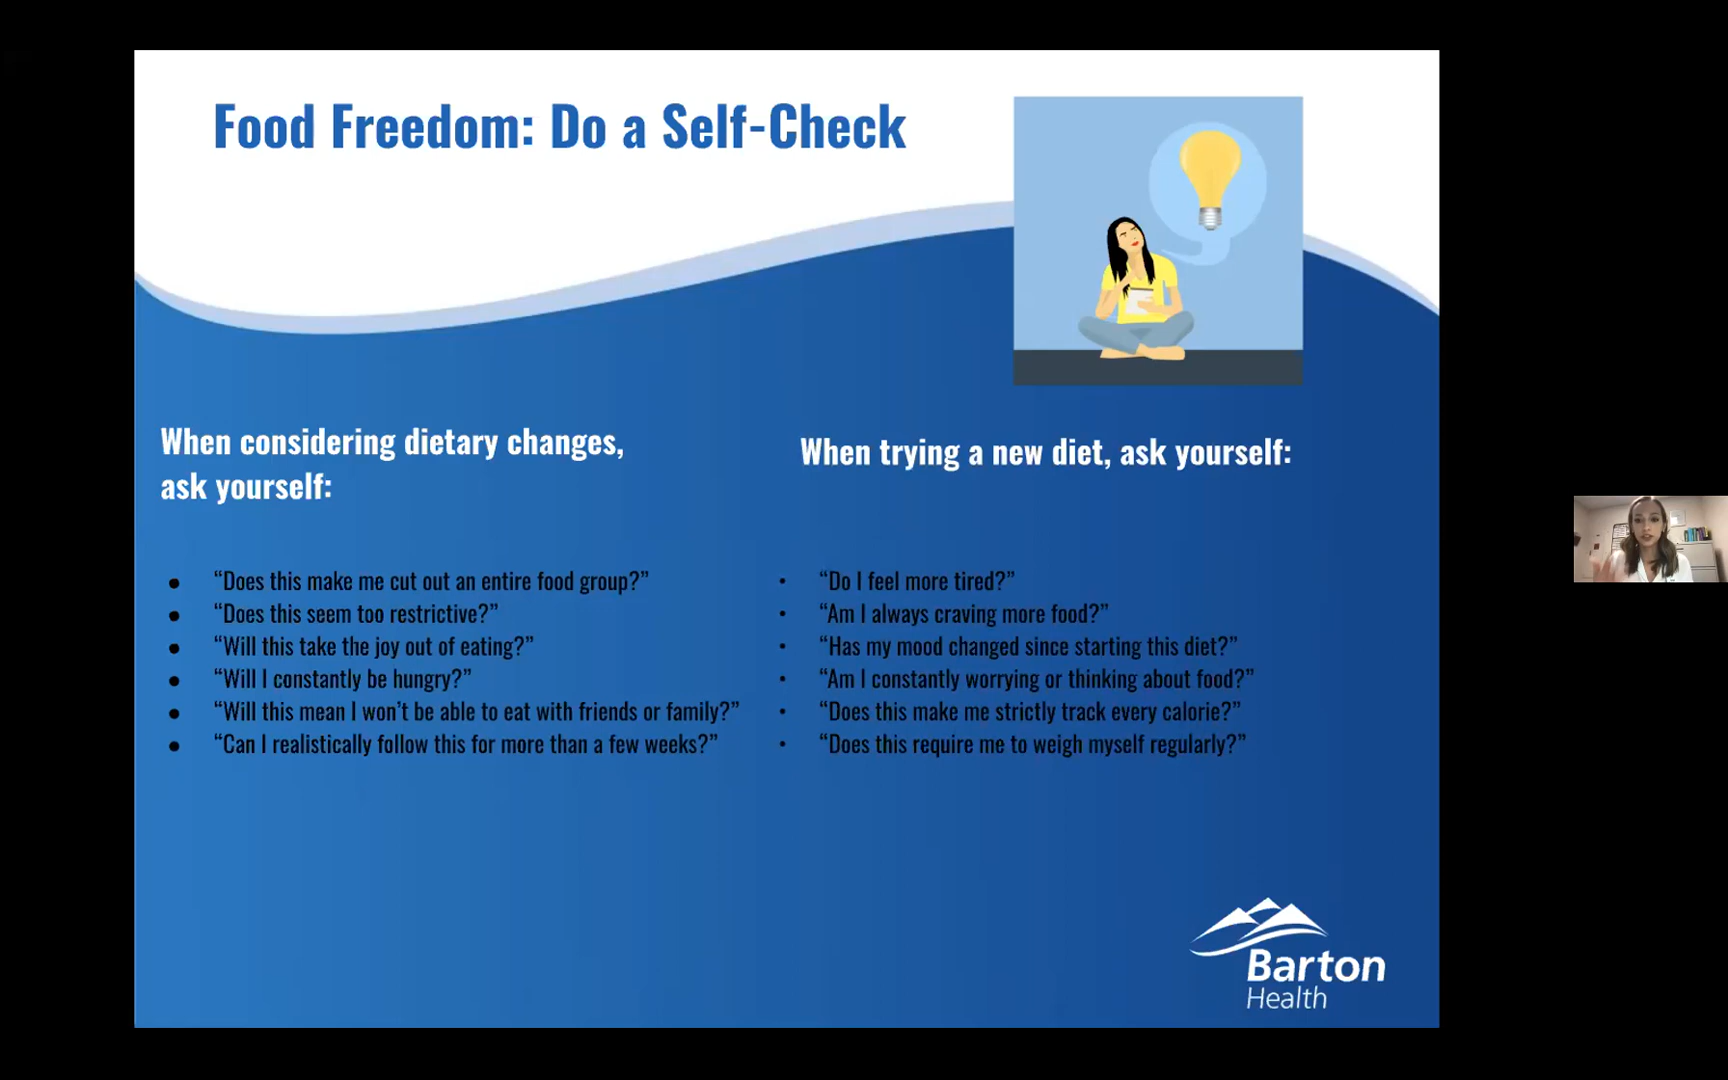 Food Freedom: Do a Self-Check
When considering dietary changes,
ask yourself:
● “Does this make me cut out an entire food group?”
● “Does this seem too restrictive?”
● “Will this take the joy out of eating?”
● “Will I constantly be hungry?”
● “Will this mean I won’t be able to eat with friends or family?”
● “Can I realistically follow this for more than a few weeks?”
When trying a new diet, ask yourself:
• “Do I feel more tired?”
• “Am I always craving more food?”
• “Has my mood changed since starting this diet?”
• “Am I constantly worrying or thinking about food?”
• “Does this make me strictly track every calorie?”
• “Does this require me to weigh myself regularly?”
Barton
Health